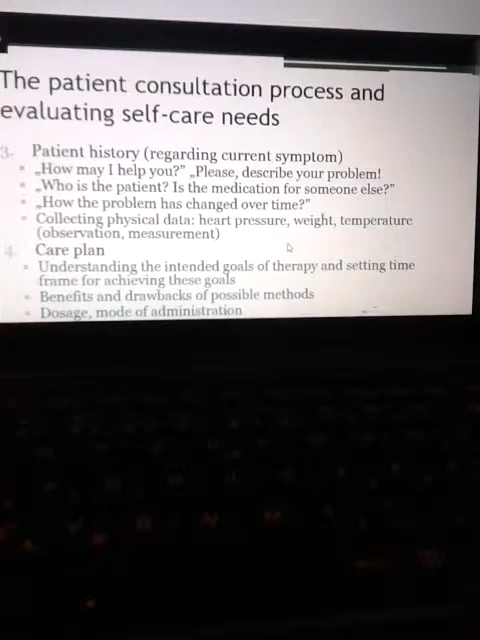 The patient consultation process and
evaluating self-care needs
3. Patient history (regarding current symptom)
▪ „How may I help you?” „Please, describe your problem!
▪ „Who is the patient? Is the medication for someone else?”
▪ „How the problem has changed over time?”
▪ Collecting physical data: heart pressure, weight, temperature
(observation, measurement)
4. Care plan
▪ Understanding the intended goals of therapy and setting time
frame for achieving these goals
▪ Benefits and drawbacks of possible methods
▪ Dosage, mode of administration